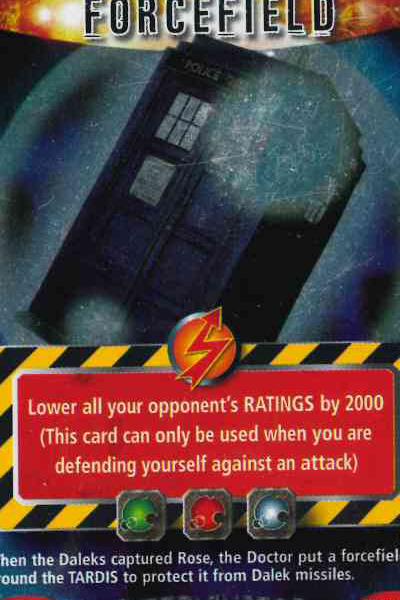 FORCEFIELD
POLICE
Lower all your opponent's RATINGS by 2000
(This card can only be used when you are
defending yourself against an attack)
hen the Daleks captured Rose, the Doctor put a forcefiel
round the TARDIS to protect it from Dalek missiles.